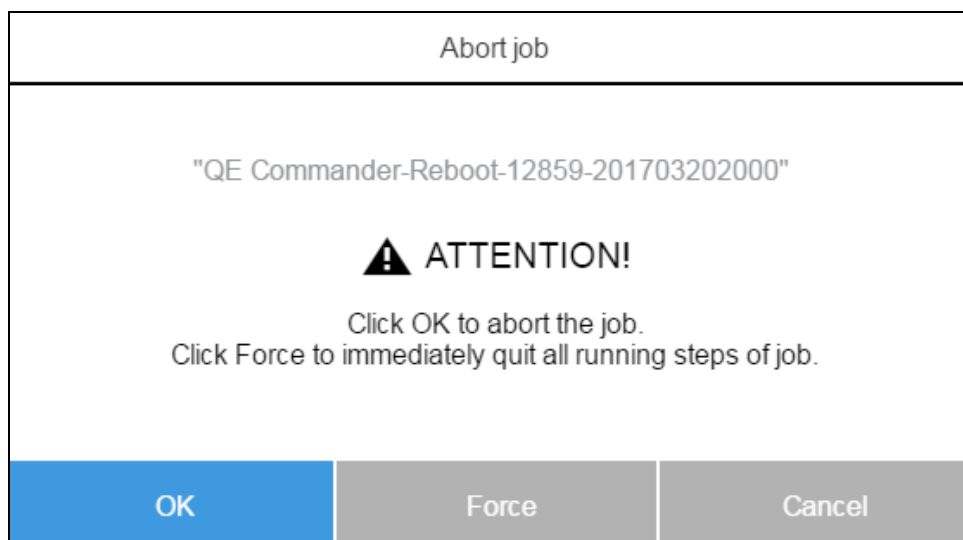 Abort job
"QE Commander-Reboot-12859-201703202000"
ATTENTION!
Click OK to abort the job.
Click Force to immediately quit all running steps of job.
OK Force Cancel